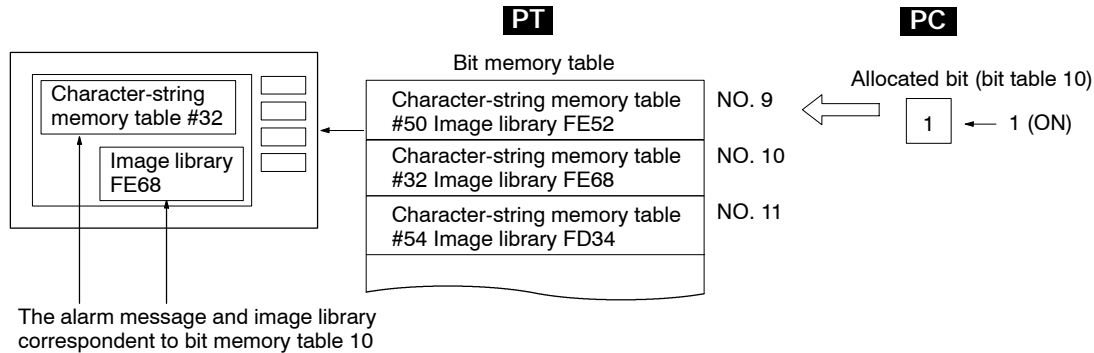 PT
PC
Bit memory table
Allocated bit (bit table 10)
Character-string
memory table #32
Image library
FE68
Character-string memory table
#50 Image library FE52
NO. 9
Character-string memory table
#32 Image library FE68
NO. 10
Character-string memory table
#54 Image library FD34
NO. 11
1
1 (ON)
The alarm message and image library
correspondent to bit memory table 10